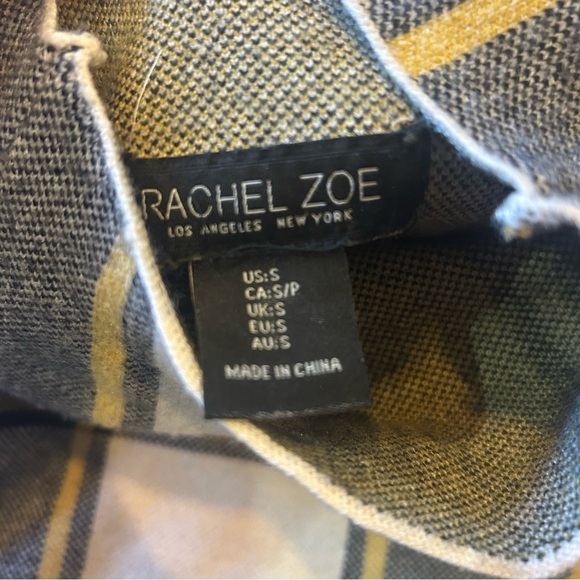 RACHEL ZOE
LOS ANGELES NEW YORK
US:S
CA:S/P
UK:S
EU:S
AU:S
MADE IN CHINA